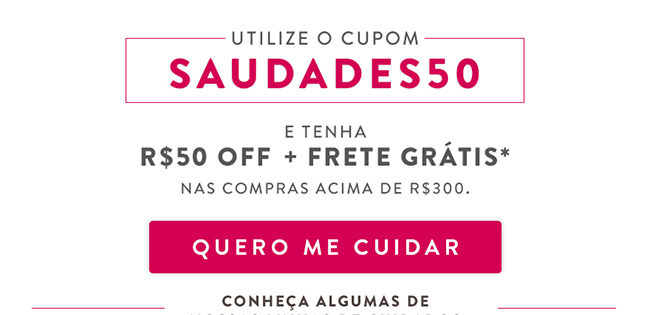 UTILIZE O CUPOM
SAUDADES50
E TENHA
R$50 OFF + FRETE GRÁTIS*
NAS COMPRAS ACIMA DE R$300.
QUERO ME CUIDAR
CONHEÇA ALGUMAS DE